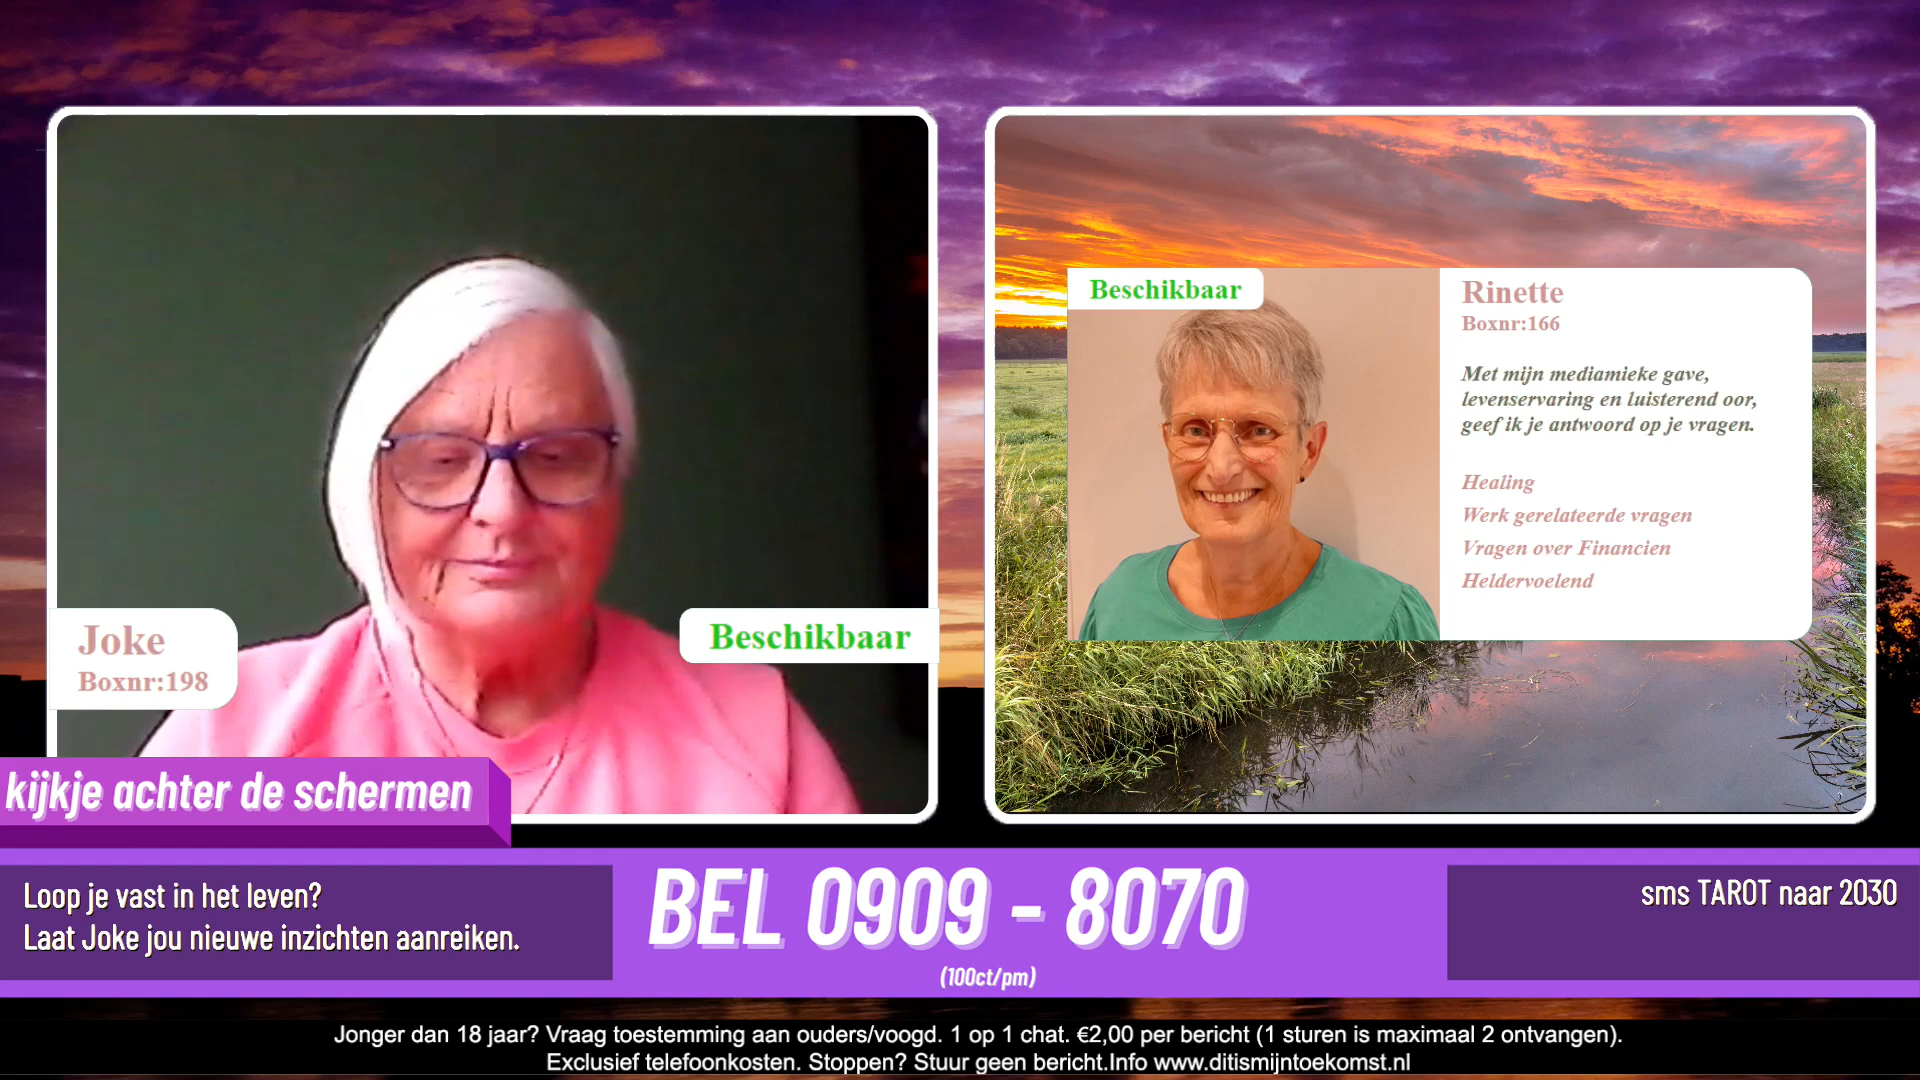 Joke
Boxnr:198
Beschikbaar
Beschikbaar
Rinette
Boxnr:166
Met mijn mediamieke gave,
levenservaring en luisterend oor,
geef ik je antwoord op je vragen.
Healing
Werk gerelateerde vragen
Vragen over Financien
Heldervoelend
kijkje achter de schermen
Loop je vast in het leven?
Laat Joke jou nieuwe inzichten aanreiken.
BEL 0909 - 8070
(100ct/pm)
sms TAROT naar 2030
Jonger dan 18 jaar? Vraag toestemming aan ouders/voogd. 1 op 1 chat. €2,00 per bericht (1 sturen is maximaal 2 ontvangen).
Exclusief telefoonkosten. Stoppen? Stuur geen bericht.Info www.ditismijntoekomst.nl